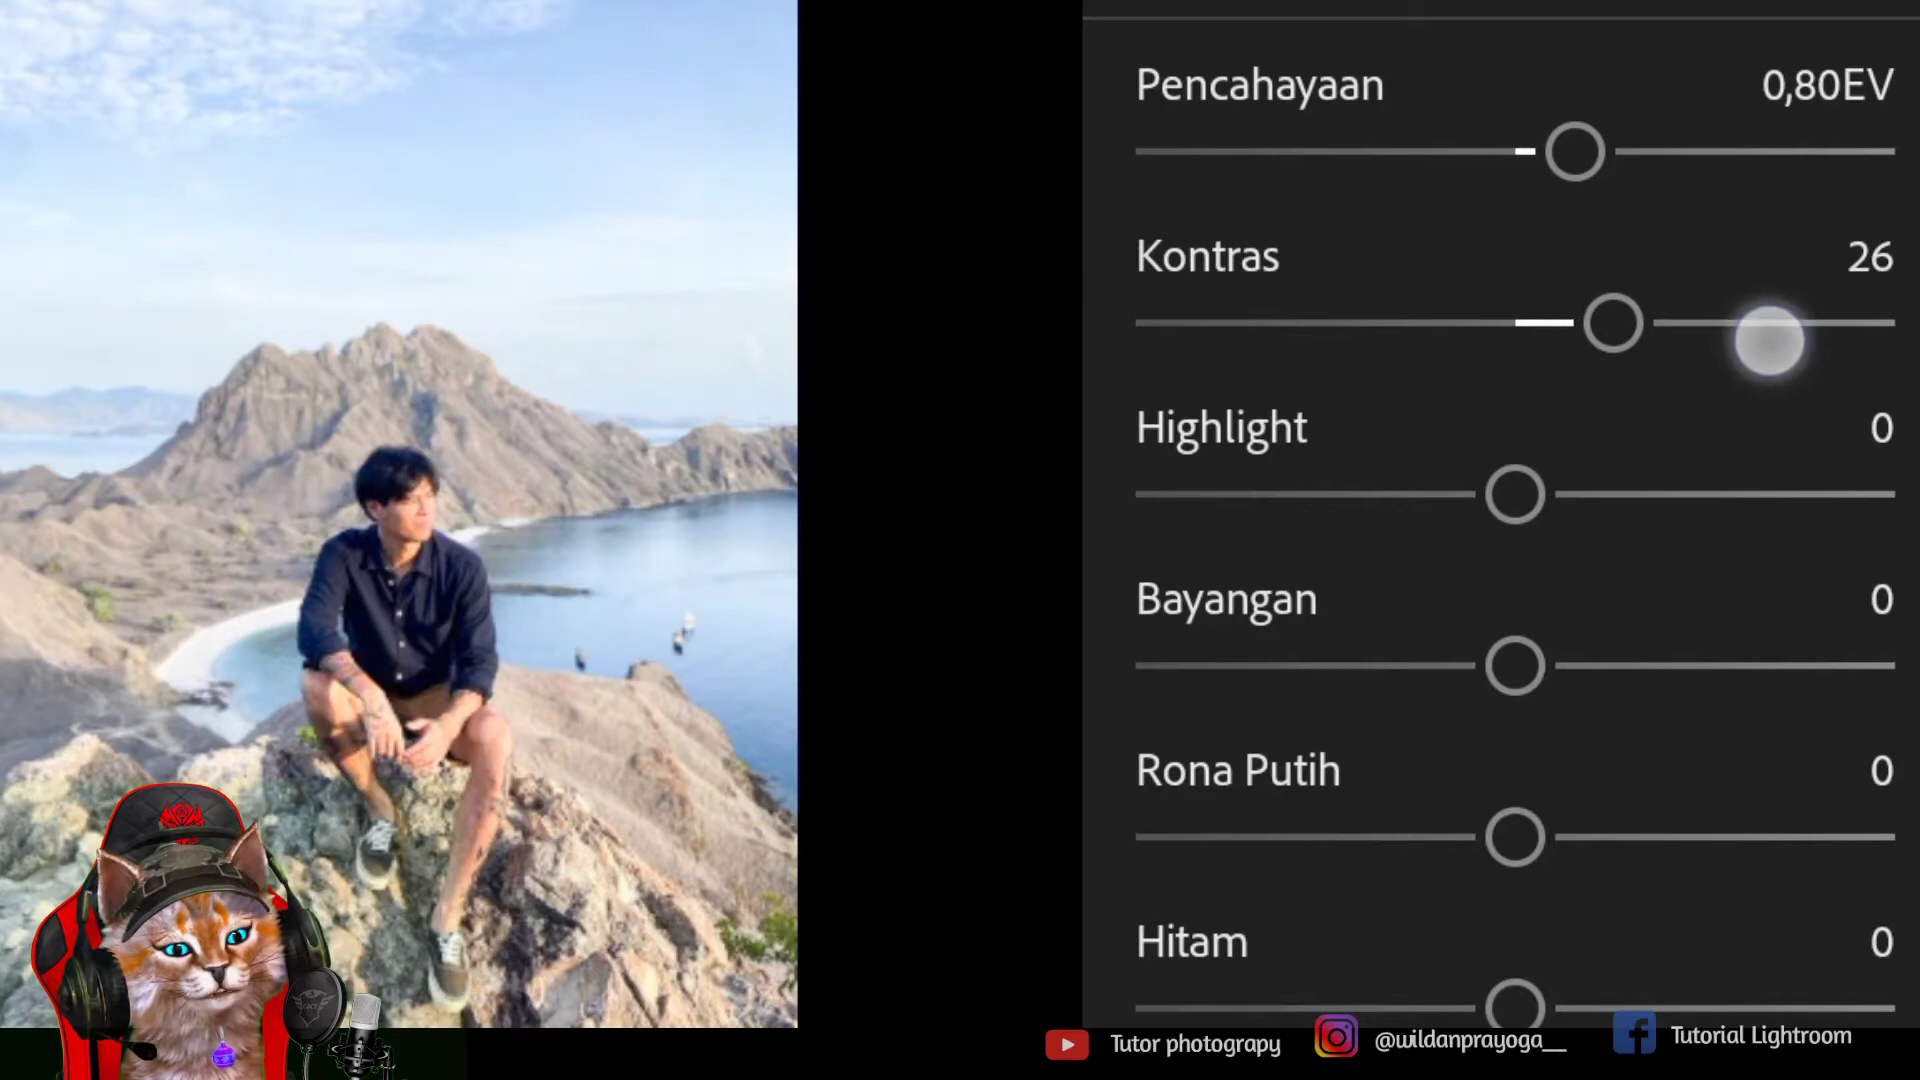 Pencahayaan 0,80EV
Kontras 26
Highlight 0
Bayangan 0
Rona Putih 0
Hitam 0
Tutor photograpy @wildanprayoga__ Tutorial Lightroom